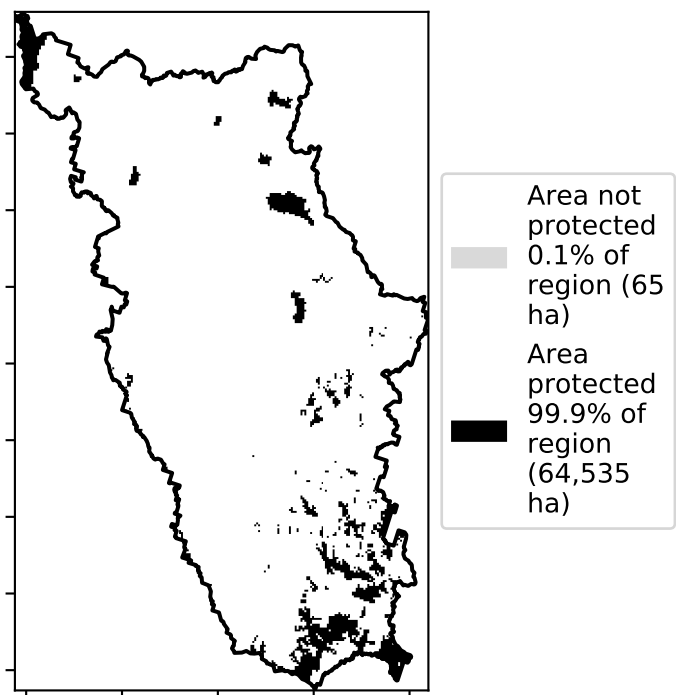 Area not
protected
0.1% of
region (65
ha)
Area
protected
99.9% of
region
(64,535
ha)